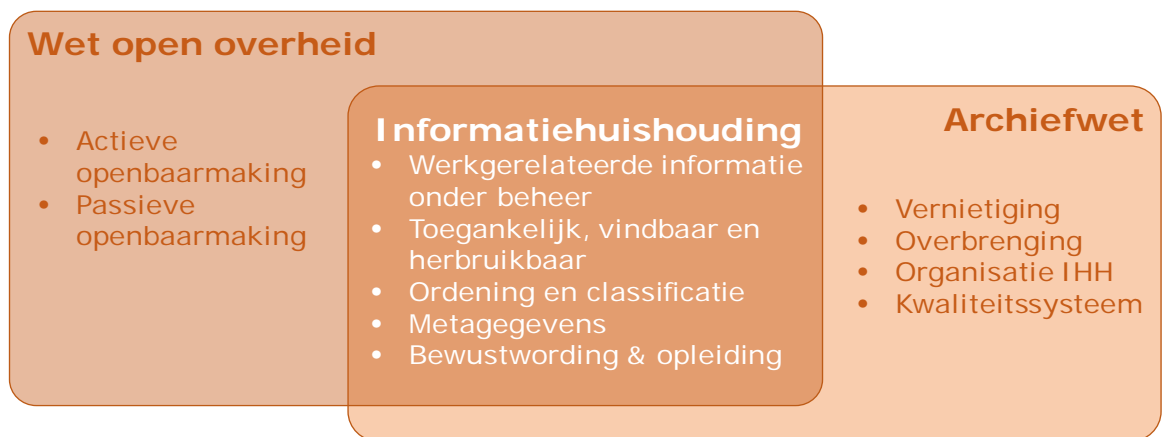 Wet open overheid
• Actieve
openbaarmaking
• Passieve
openbaarmaking
Informatiehuishouding
• Werkgerelateerde informatie
onder beheer
• Toegankelijk, vindbaar en
herbruikbaar
• Ordening en classificatie
• Metagegevens
• Bewustwording & opleiding
Archiefwet
• Vernietiging
• Overbrenging
• Organisatie IHH
• Kwaliteitssysteem